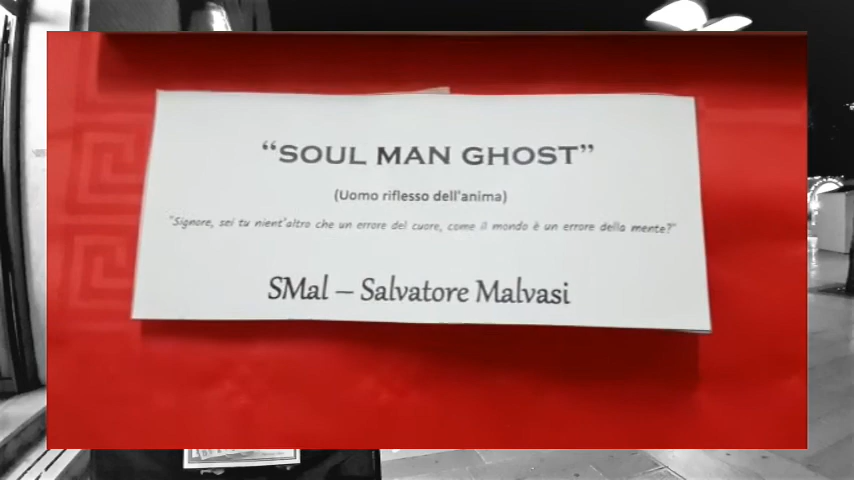 “SOUL MAN GHOST”
(Uomo riflesso dell'anima)
"Signore, sei tu nient'altro che un errore del cuore, come il mondo è un errore della mente?"
SMal – Salvatore Malvasi